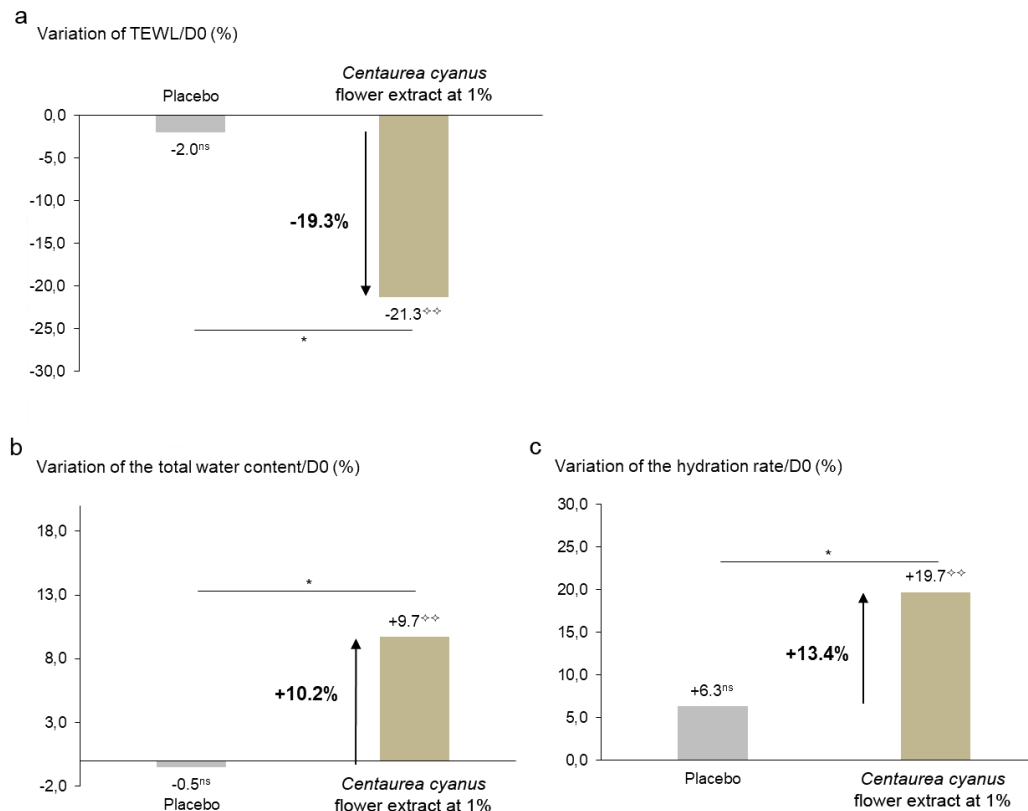 a
Variation of TEWL/D0 (%)
Placebo
Centaurea cyanus
flower extract at 1%
0,0
-5,0
-10,0
-15,0
-20,0
-25,0
-30,0
-2.0ⁿˢ
-19.3%
-21.3✧✧
*
b
Variation of the total water content/D0 (%)
18,0
13,0
8,0
3,0
-2,0
*
+9.7✧✧
+10.2%
-0.5ⁿˢ
Placebo
Centaurea cyanus
flower extract at 1%
c
Variation of the hydration rate/D0 (%)
30,0
25,0
20,0
15,0
10,0
5,0
0,0
*
+19.7✧✧
+13.4%
+6.3ⁿˢ
Placebo
Centaurea cyanus
flower extract at 1%